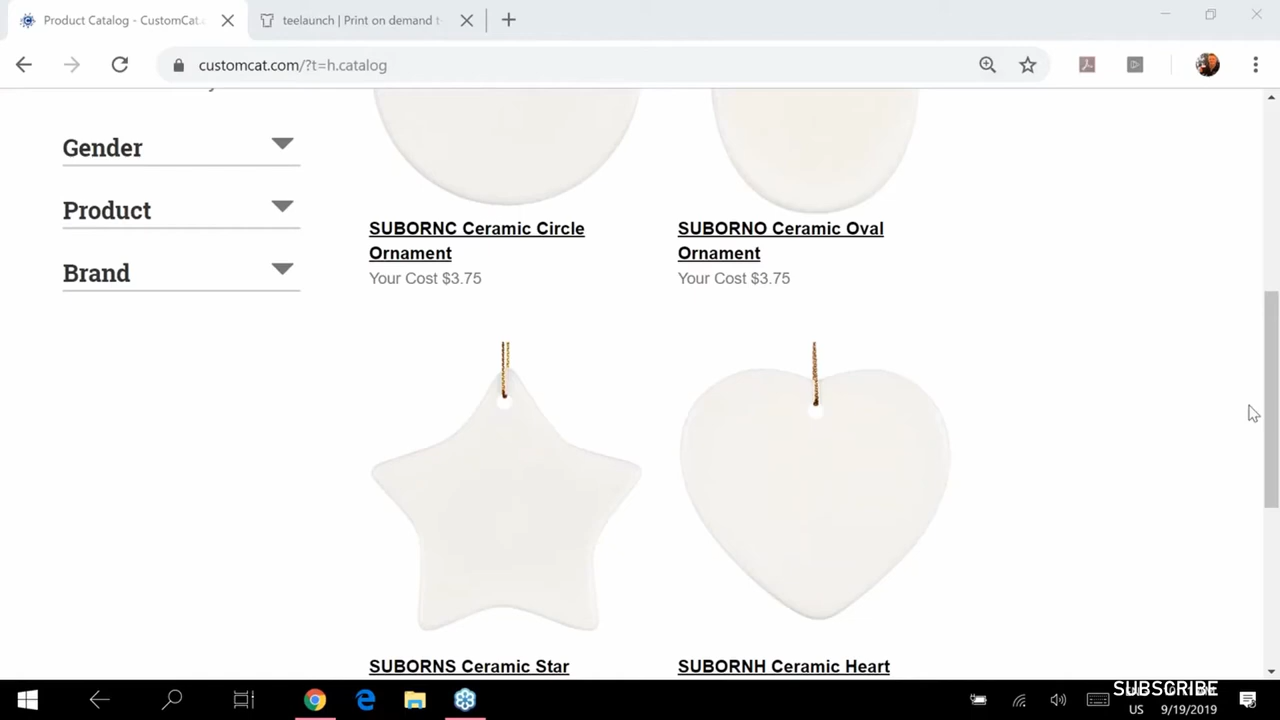 Product Catalog - CustomCat
teelaunch | Print on demand t
customcat.com/?t=h.catalog
Gender
Product
Brand
SUBORNC Ceramic Circle
Ornament
Your Cost $3.75
SUBORNO Ceramic Oval
Ornament
Your Cost $3.75
SUBORNS Ceramic Star
SUBORNH Ceramic Heart
SUBSCRIBE
US
9/19/2019